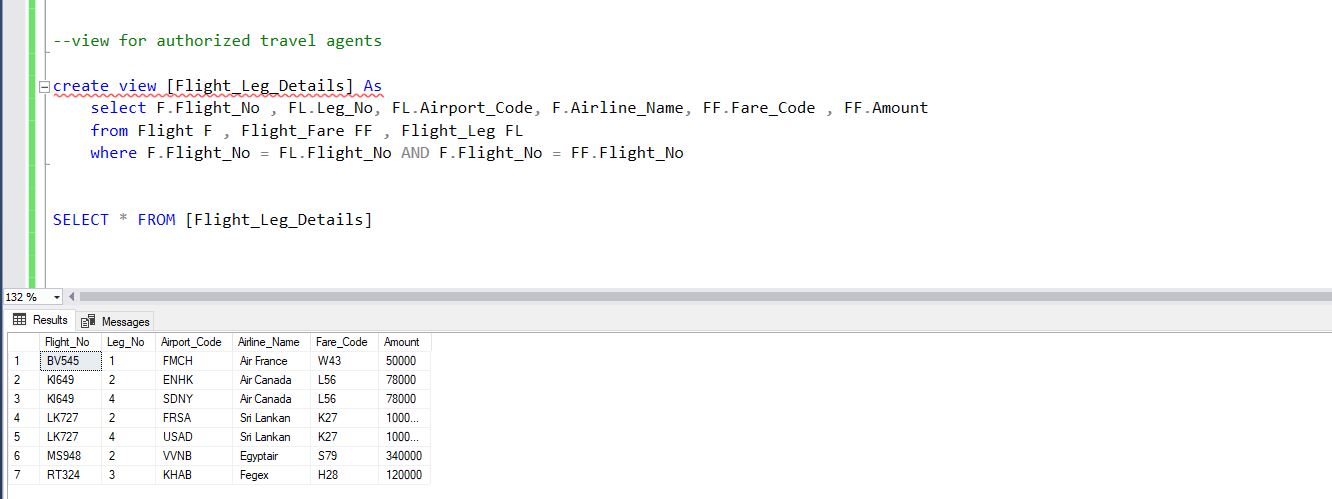 --view for authorized travel agents
create view [Flight_Leg_Details] As
select F.Flight_No , FL.Leg_No, FL.Airport_Code, F.Airline_Name, FF.Fare_Code , FF.Amount
from Flight F , Flight_Fare FF , Flight_Leg FL
where F.Flight_No = FL.Flight_No AND F.Flight_No = FF.Flight_No
SELECT * FROM [Flight_Leg_Details]
132 %
Results Messages
Flight_No Leg_No Airport_Code Airline_Name Fare_Code Amount
1 BV545 1 FMCH Air France W43 50000
2 KI649 2 ENHK Air Canada L56 78000
3 KI649 4 SDNY Air Canada L56 78000
4 LK727 2 FRSA Sri Lankan K27 1000...
5 LK727 4 USAD Sri Lankan K27 1000...
6 MS948 2 VVNB Egyptair S79 340000
7 RT324 3 KHAB Fegex H28 120000